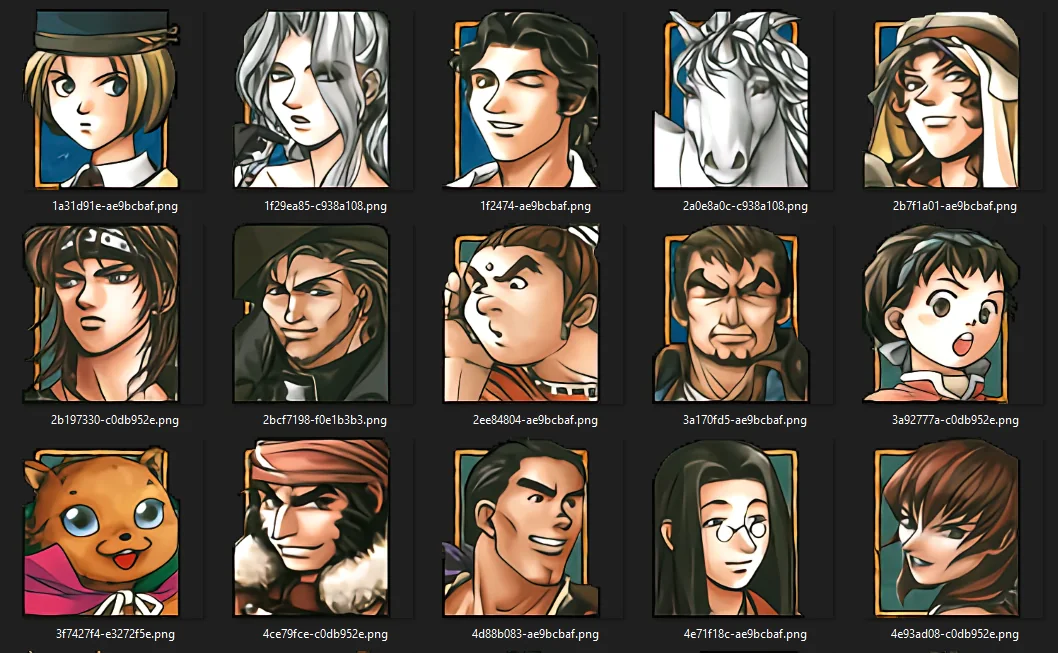 1a31d91e-ae9bcbaf.png
1f29ea85-c938a108.png
1f2474-ae9bcbaf.png
2a0e8a0c-c938a108.png
2b7f1a01-ae9bcbaf.png
2b197330-c0db952e.png
2bcf7198-f0e1b3b3.png
2ee84804-ae9bcbaf.png
3a170fd5-ae9bcbaf.png
3a92777a-c0db952e.png
3f7427f4-e3272f5e.png
4ce79fce-c0db952e.png
4d88b083-ae9bcbaf.png
4e71f18c-ae9bcbaf.png
4e93ad08-c0db952e.png